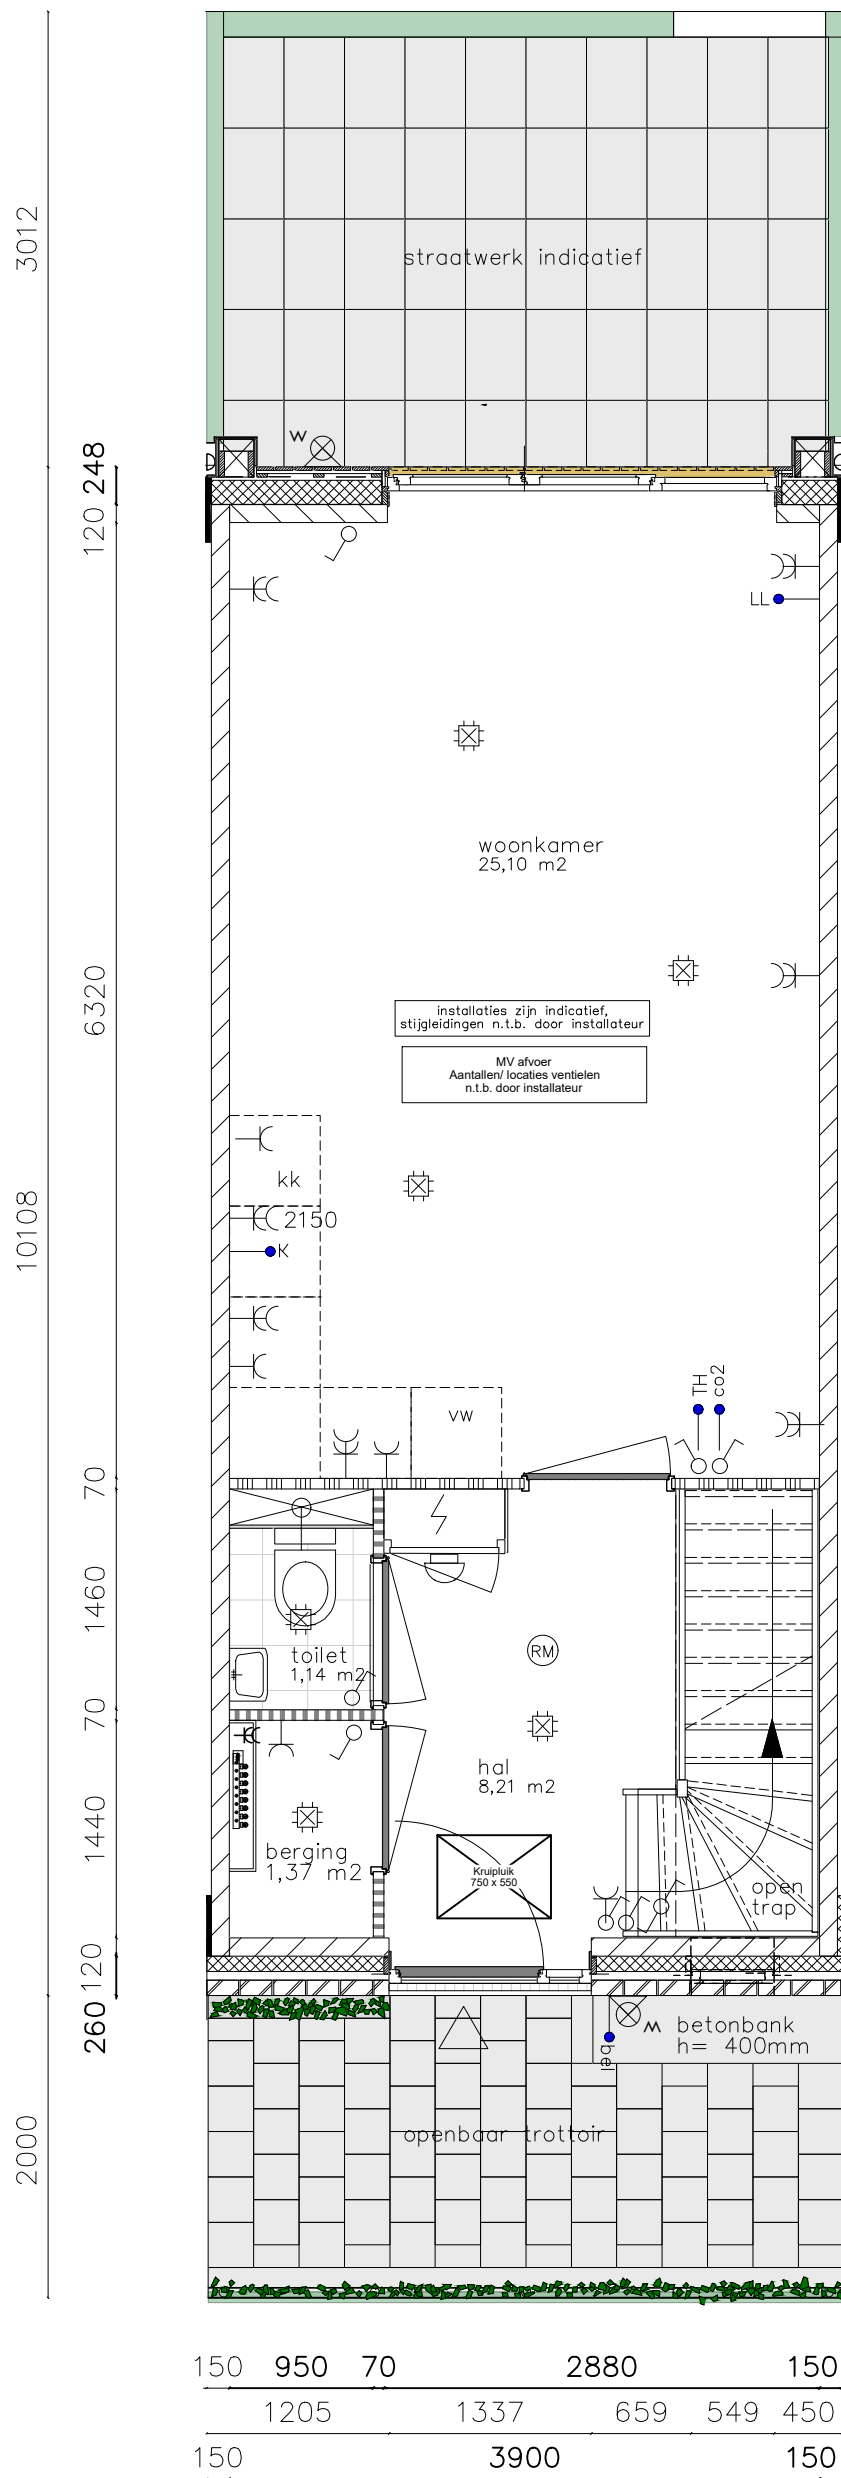 3012
straatwerk indicatief
W
248
120
LL
woonkamer
25,10 m2
6320
installaties zijn indicatief,
stijgleidingen n.t.b. door installateur
MV afvoer
Aantallen/ locaties ventielen
n.t.b. door installateur
kk
2150
K
10108
TH
co2
vw
70
1460
RM
toilet
1,14 m2
70
hal
8,21 m2
1440
berging
1,37 m2
Kruipluik
750 x 550
open
trap
120
260
M
betonbank
h= 400mm
bel
openbaar trottoir
2000
150 950 70 2880 150
1205 1337 659 549 450
150 3900 150